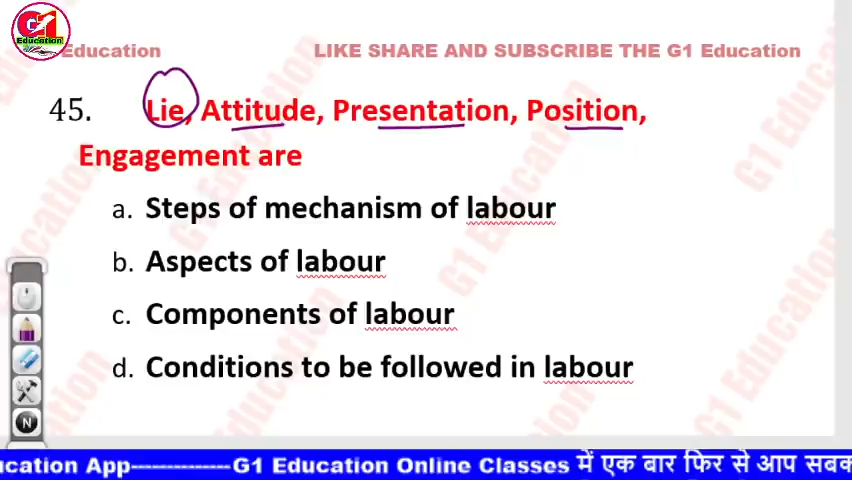 G1
Education
Education
LIKE SHARE AND SUBSCRIBE THE G1 Education
45. Lie, Attitude, Presentation, Position,
Engagement are
a. Steps of mechanism of labour
b. Aspects of labour
c. Components of labour
d. Conditions to be followed in labour
N
ucation App-------------G1 Education Online Classes में एक बार फिर से आप सबक